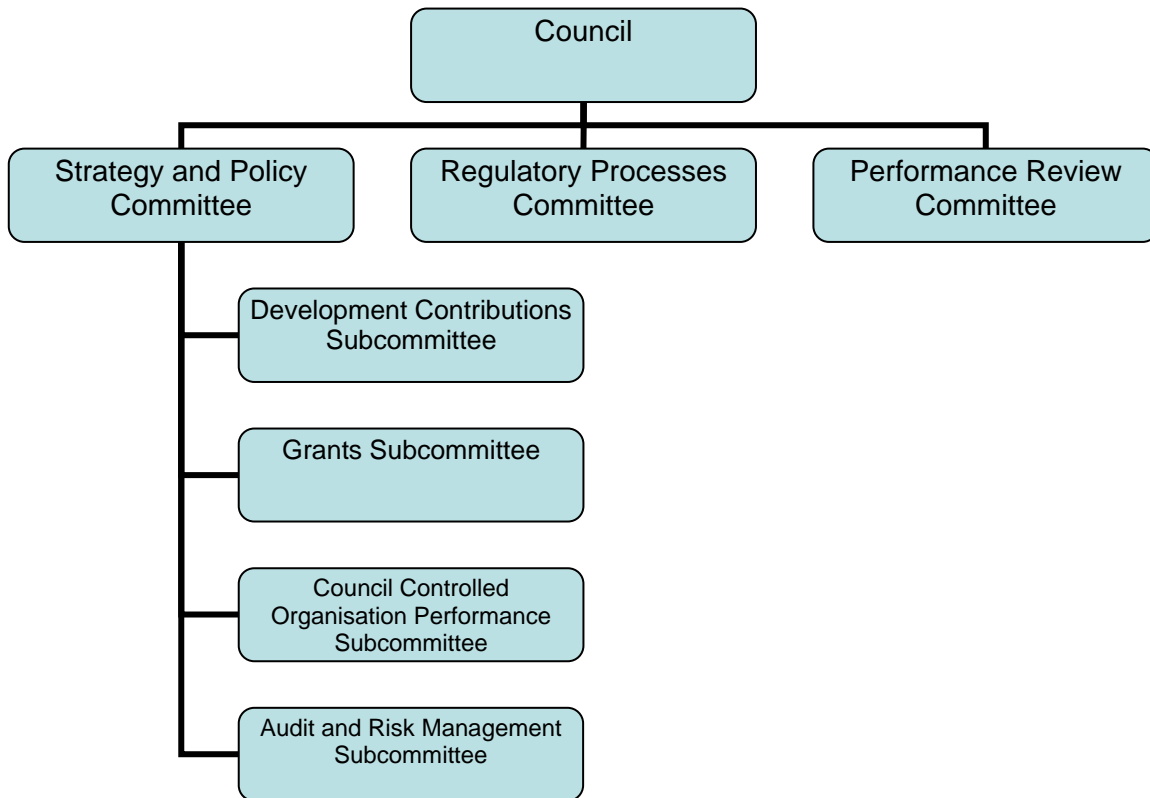 Council
Strategy and Policy
Committee
Regulatory Processes
Committee
Performance Review
Committee
Development Contributions
Subcommittee
Grants Subcommittee
Council Controlled
Organisation Performance
Subcommittee
Audit and Risk Management
Subcommittee